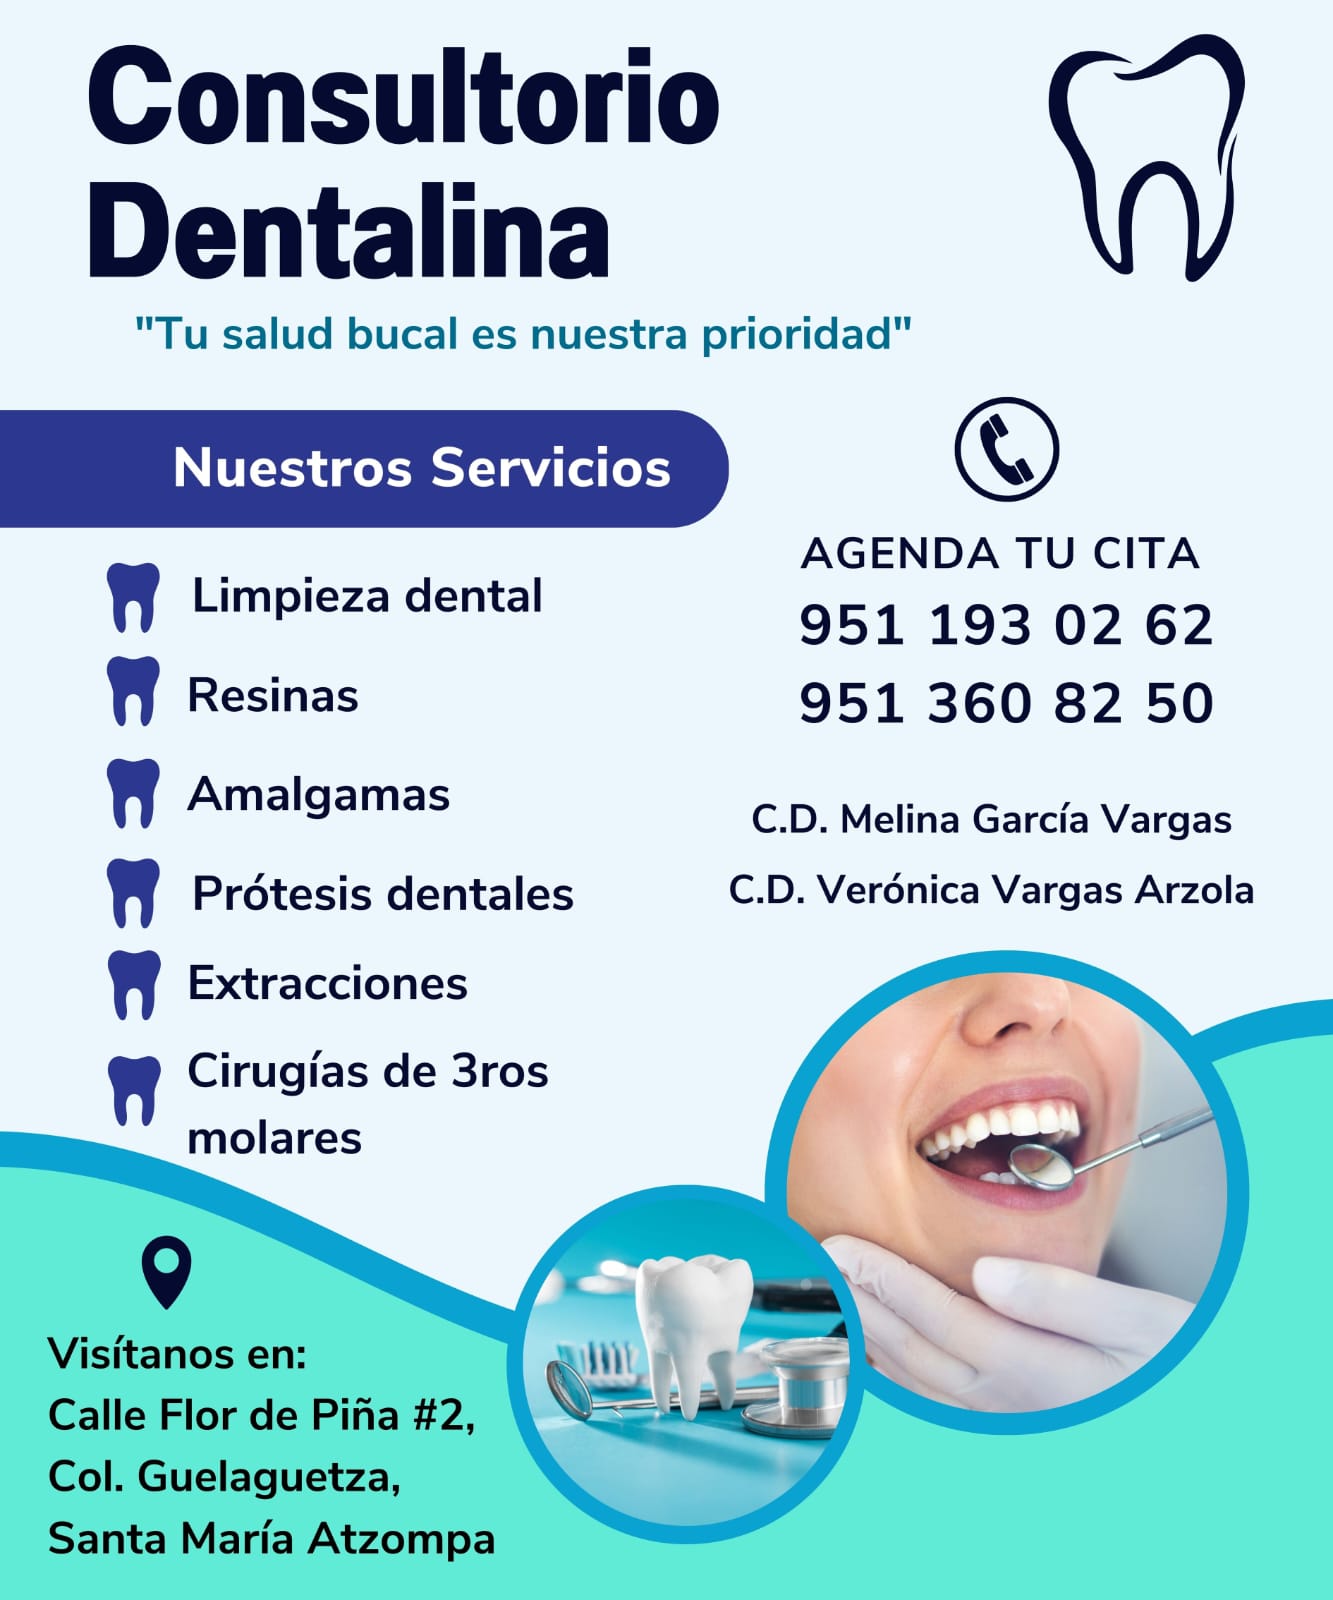 Consultorio
Dentalina
"Tu salud bucal es nuestra prioridad"
Nuestros Servicios
Limpieza dental
Resinas
Amalgamas
Prótesis dentales
Extracciones
Cirugías de 3ros
molares
AGENDA TU CITA
951 193 02 62
951 360 82 50
C.D. Melina García Vargas
C.D. Verónica Vargas Arzola
Visítanos en:
Calle Flor de Piña #2,
Col. Guelaguetza,
Santa María Atzompa